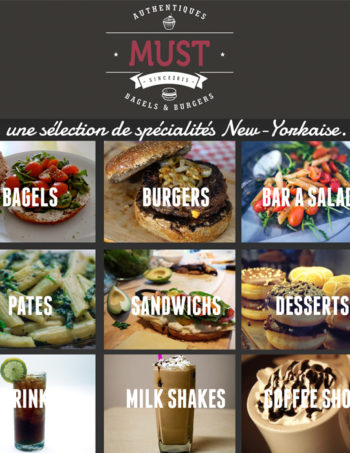 AUTHENTIQUES
MUST
SINCE2015
BAGELS & BURGERS
une sélection de spécialités New-Yorkaise.
BAGELS BURGERS BAR A SALAD
PATES SANDWICHS DESSERTS
RINK MILK SHAKES COFFEE SHO